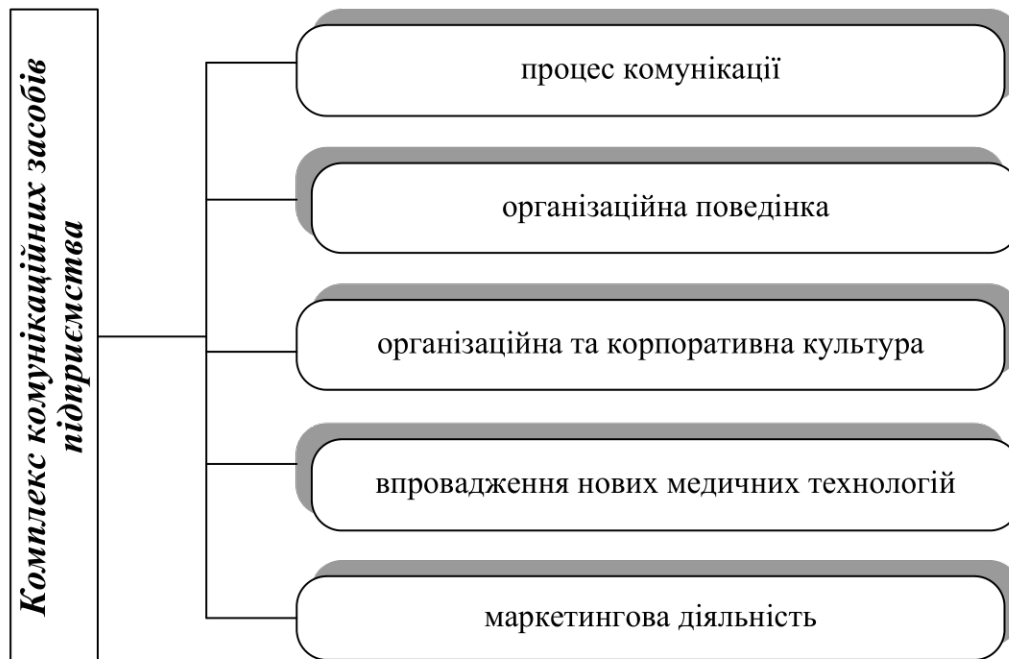 Комплекс комунікаційних засобів
підприємства
процес комунікації
організаційна поведінка
організаційна та корпоративна культура
впровадження нових медичних технологій
маркетингова діяльність